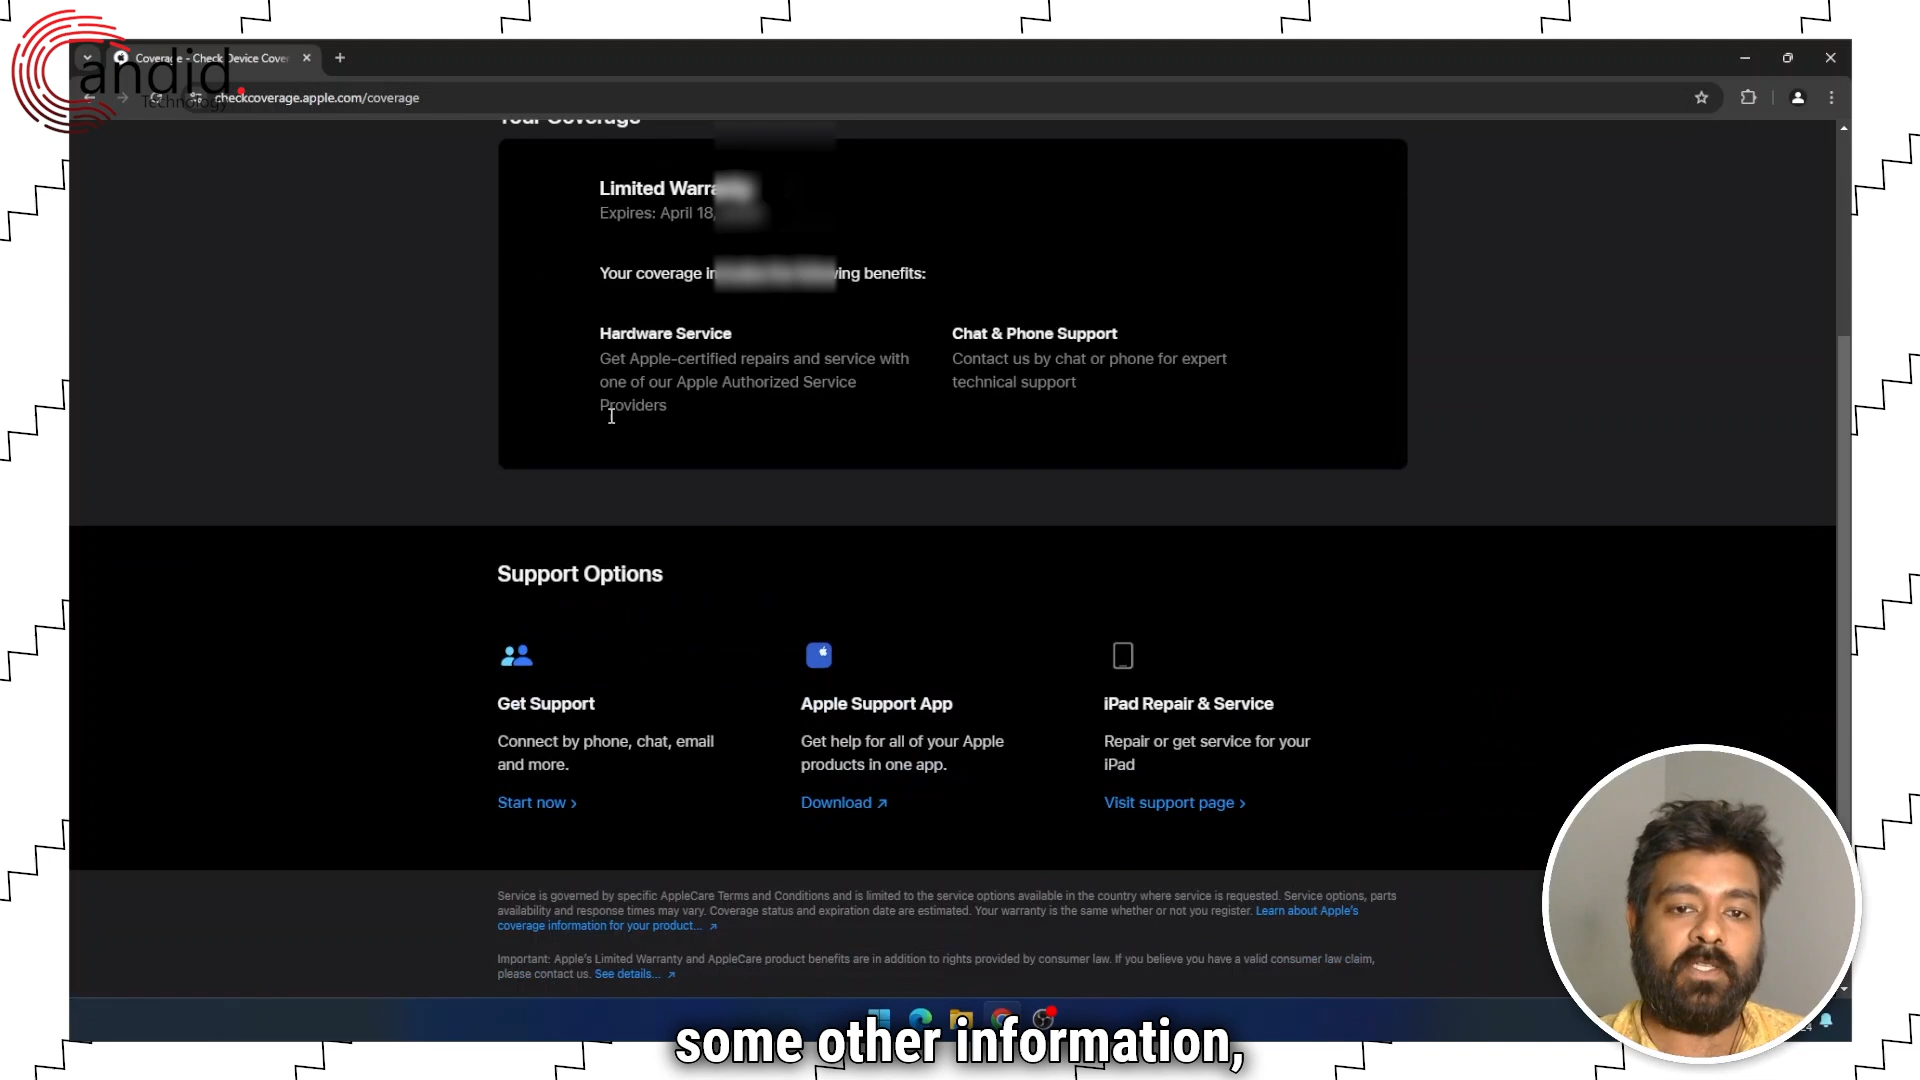 Candid
Technology
Coverage - Check Device Cover
checkcoverage.apple.com/coverage
Your Coverage
Limited Warranty
Expires: April 18,
Your coverage in ving benefits:
Hardware Service
Get Apple-certified repairs and service with
one of our Apple Authorized Service
Providers
Chat & Phone Support
Contact us by chat or phone for expert
technical support
Support Options
Get Support
Connect by phone, chat, email
and more.
Start now ›
Apple Support App
Get help for all of your Apple
products in one app.
Download ↗
iPad Repair & Service
Repair or get service for your
iPad
Visit support page ›
Service is governed by specific AppleCare Terms and Conditions and is limited to the service options available in the country where service is requested. Service options, parts
availability and response times may vary. Coverage status and expiration date are estimated. Your warranty is the same whether or not you register. Learn about Apple's
coverage information for your product... ↗
Important: Apple's Limited Warranty and AppleCare product benefits are in addition to rights provided by consumer law. If you believe you have a valid consumer law claim,
please contact us. See details... ↗
some other information,